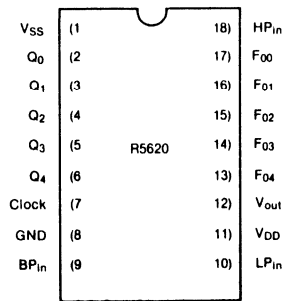 VSS (1 18) HPin
Q0 (2 17) F00
Q1 (3 16) F01
Q2 (4 15) F02
Q3 (5 R5620 14) F03
Q4 (6 13) F04
Clock (7 12) Vout
GND (8 11) VDD
BPin (9 10) LPin